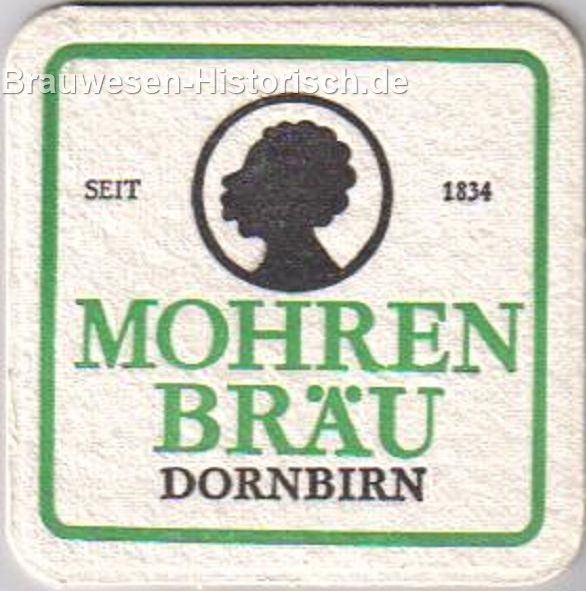 Brauwesen-Historisch.de
SEIT 1834
MOHREN
BRÄU
DORNBIRN